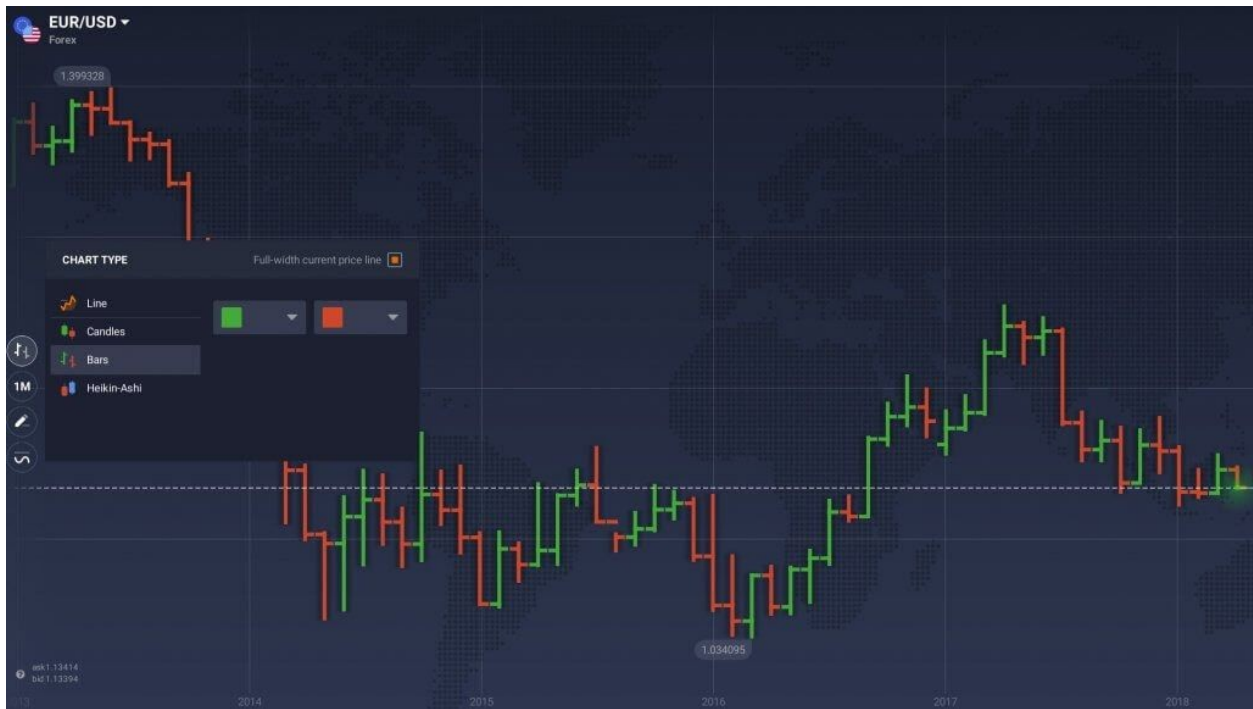 EUR/USD
Forex
1.399328
CHART TYPE
Full-width current price line
Line
Candles
Bars
Heikin-Ashi
1M
1.034095
ask 1.13414
bid 1.13394
2013
2014
2015
2016
2017
2018